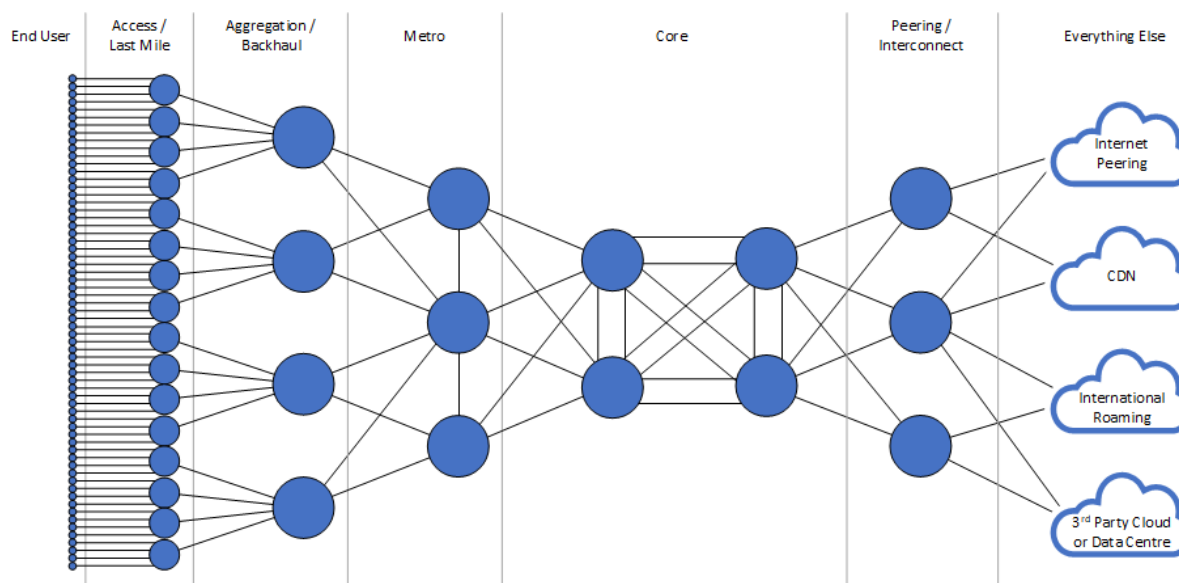 End User
Access /
Last Mile
Aggregation /
Backhaul
Metro
Core
Peering /
Interconnect
Everything Else
Internet
Peering
CDN
International
Roaming
3rd Party Cloud
or Data Centre